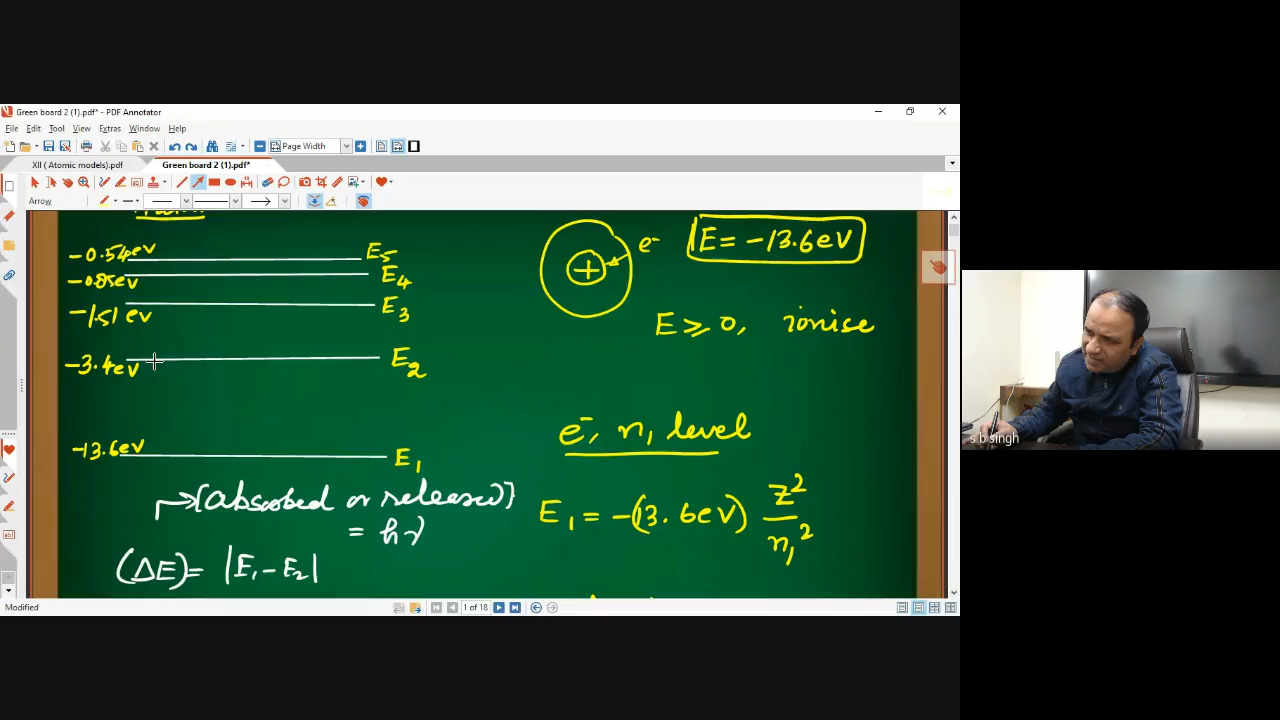 Green board 2 (1).pdf* - PDF Annotator
File Edit Tool View Extras Window Help
Page Width
XII ( Atomic models).pdf
Green board 2 (1).pdf*
Arrow
-0.54eV E5
-0.85eV E4
-1.51 eV E3
-3.4eV E2
-13.6eV E1
(absorbed or released)
= hν
(ΔE) = |E1 - E2|
+ e-
E = -13.6eV
E ≥ 0, ionise
e-, n1 level
E1 = -(13.6eV) z²/n1²
s b singh
Modified
1 of 18